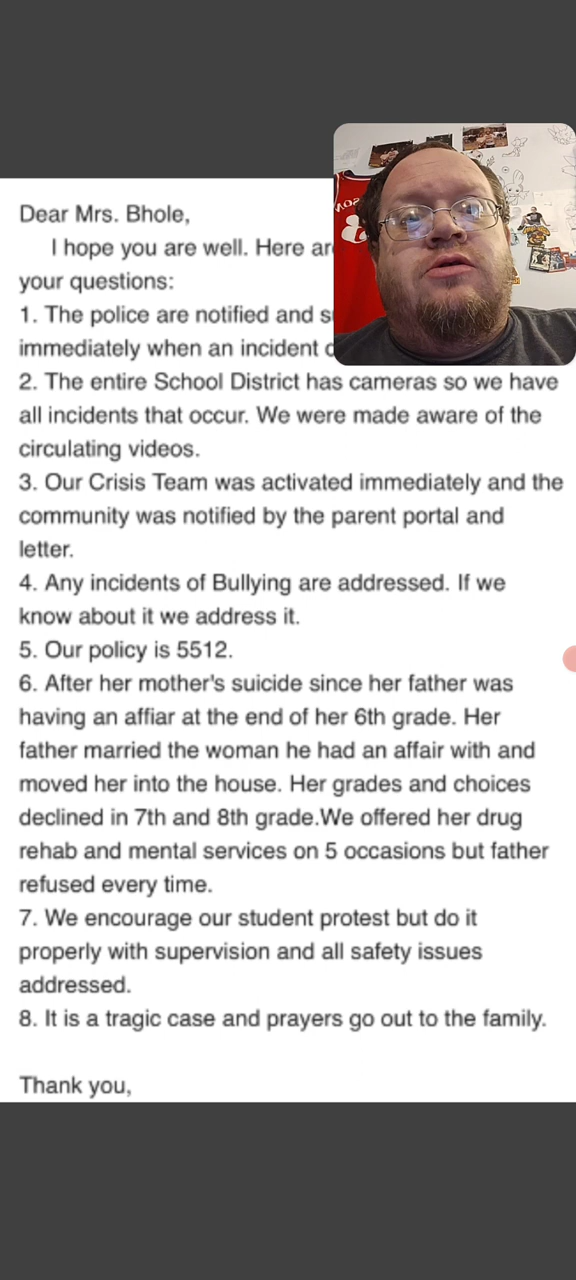 Dear Mrs. Bhole,
I hope you are well. Here
your questions:
1. The police are notified and
immediately when an incident
2. The entire School District has cameras so we have
all incidents that occur. We were made aware of the
circulating videos.
3. Our Crisis Team was activated immediately and the
community was notified by the parent portal and
letter.
4. Any incidents of Bullying are addressed. If we
know about it we address it.
5. Our policy is 5512.
6. After her mother's suicide since her father was
having an affiar at the end of her 6th grade. Her
father married the woman he had an affair with and
moved her into the house. Her grades and choices
declined in 7th and 8th grade.We offered her drug
rehab and mental services on 5 occasions but father
refused every time.
7. We encourage our student protest but do it
properly with supervision and all safety issues
addressed.
8. It is a tragic case and prayers go out to the family.
Thank you,